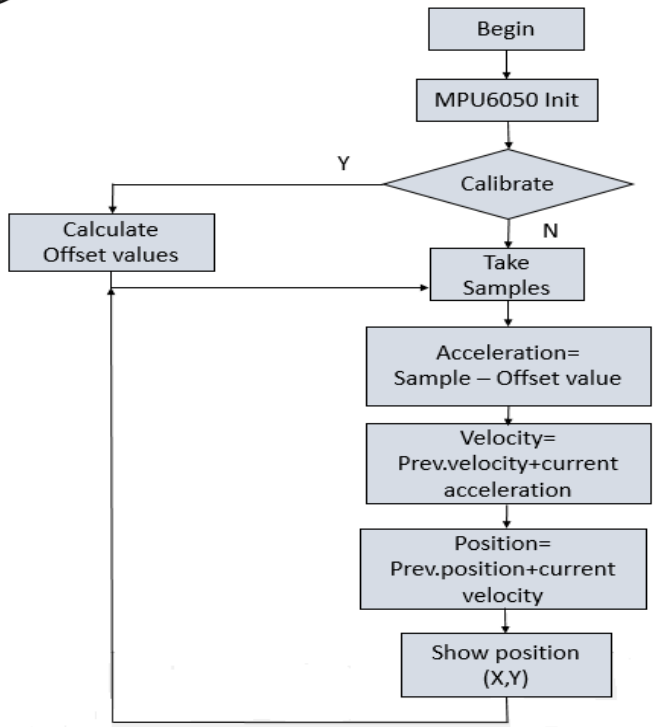 Begin
MPU6050 Init
Y
Calibrate
Calculate
Offset values
N
Take
Samples
Acceleration=
Sample – Offset value
Velocity=
Prev.velocity+current
acceleration
Position=
Prev.position+current
velocity
Show position
(X,Y)